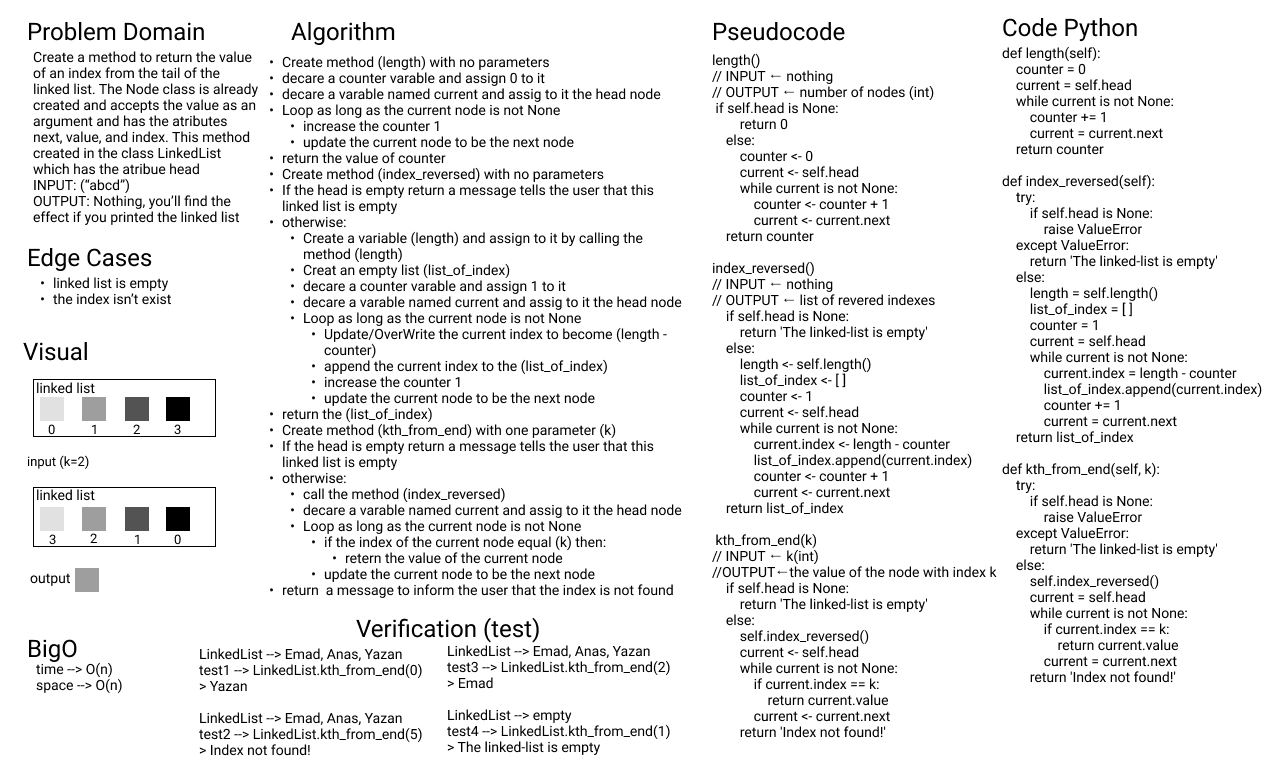 Problem Domain
Create a method to return the value
of an index from the tail of the
linked list. The Node class is already
created and accepts the value as an
argument and has the atributes
next, value, and index. This method
created in the class LinkedList
which has the atribue head
INPUT: (“abcd”)
OUTPUT: Nothing, you’ll find the
effect if you printed the linked list
Edge Cases
• linked list is empty
• the index isn’t exist
Visual
linked list
0 1 2 3
input (k=2)
linked list
3 2 1 0
output
BigO
time --> O(n)
space --> O(n)
Algorithm
• Create method (length) with no parameters
• decare a counter varuable and assign 0 to it
• decare a varable named current and assig to it the head node
• Loop as long as the current node is not None
• increase the counter 1
• update the current node to be the next node
• return the value of counter
• Create method (index_reversed) with no parameters
• If the head is empty return a message tells the user that this
linked list is empty
• otherwise:
• Create a variable (length) and assign to it by calling the
method (length)
• Creat an empty list (list_of_index)
• decare a counter varuable and assign 1 to it
• decare a varable named current and assig to it the head node
• Loop as long as the current node is not None
• Update/OverWrite the current index to become (length -
counter)
• append the current index to the (list_of_index)
• increase the counter 1
• update the current node to be the next node
• return the (list_of_index)
• Create method (kth_from_end) with one parameter (k)
• If the head is empty return a message tells the user that this
linked list is empty
• otherwise:
• call the method (index_reversed)
• decare a varable named current and assig to it the head node
• Loop as long as the current node is not None
• if the index of the current node equal (k) then:
• retern the value of the current node
• update the current node to be the next node
• return  a message to inform the user that the index is not found
Verification (test)
LinkedList --> Emad, Anas, Yazan
test1 --> LinkedList.kth_from_end(0)
> Yazan
LinkedList --> Emad, Anas, Yazan
test2 --> LinkedList.kth_from_end(5)
> Index not found!
LinkedList --> Emad, Anas, Yazan
test3 --> LinkedList.kth_from_end(2)
> Emad
LinkedList --> empty
test4 --> LinkedList.kth_from_end(1)
> The linked-list is empty
Pseudocode
length()
// INPUT ← nothing
// OUTPUT ← number of nodes (int)
if self.head is None:
return 0
else:
counter <- 0
current <- self.head
while current is not None:
counter <- counter + 1
current <- current.next
return counter
index_reversed()
// INPUT ← nothing
// OUTPUT ← list of revered indexes
if self.head is None:
return 'The linked-list is empty'
else:
length <- self.length()
list_of_index <- [ ]
counter <- 1
current <- self.head
while current is not None:
current.index <- length - counter
list_of_index.append(current.index)
counter <- counter + 1
current <- current.next
return list_of_index
kth_from_end(k)
// INPUT ← k(int)
//OUTPUT←the value of the node with index k
if self.head is None:
return 'The linked-list is empty'
else:
self.index_reversed()
current <- self.head
while current is not None:
if current.index == k:
return current.value
current <- current.next
return 'Index not found!'
Code Python
def length(self):
counter = 0
current = self.head
while current is not None:
counter += 1
current = current.next
return counter
def index_reversed(self):
try:
if self.head is None:
raise ValueError
except ValueError:
return 'The linked-list is empty'
else:
length = self.length()
list_of_index = [ ]
counter = 1
current = self.head
while current is not None:
current.index = length - counter
list_of_index.append(current.index)
counter += 1
current = current.next
return list_of_index
def kth_from_end(self, k):
try:
if self.head is None:
raise ValueError
except ValueError:
return 'The linked-list is empty'
else:
self.index_reversed()
current = self.head
while current is not None:
if current.index == k:
return current.value
current = current.next
return 'Index not found!'